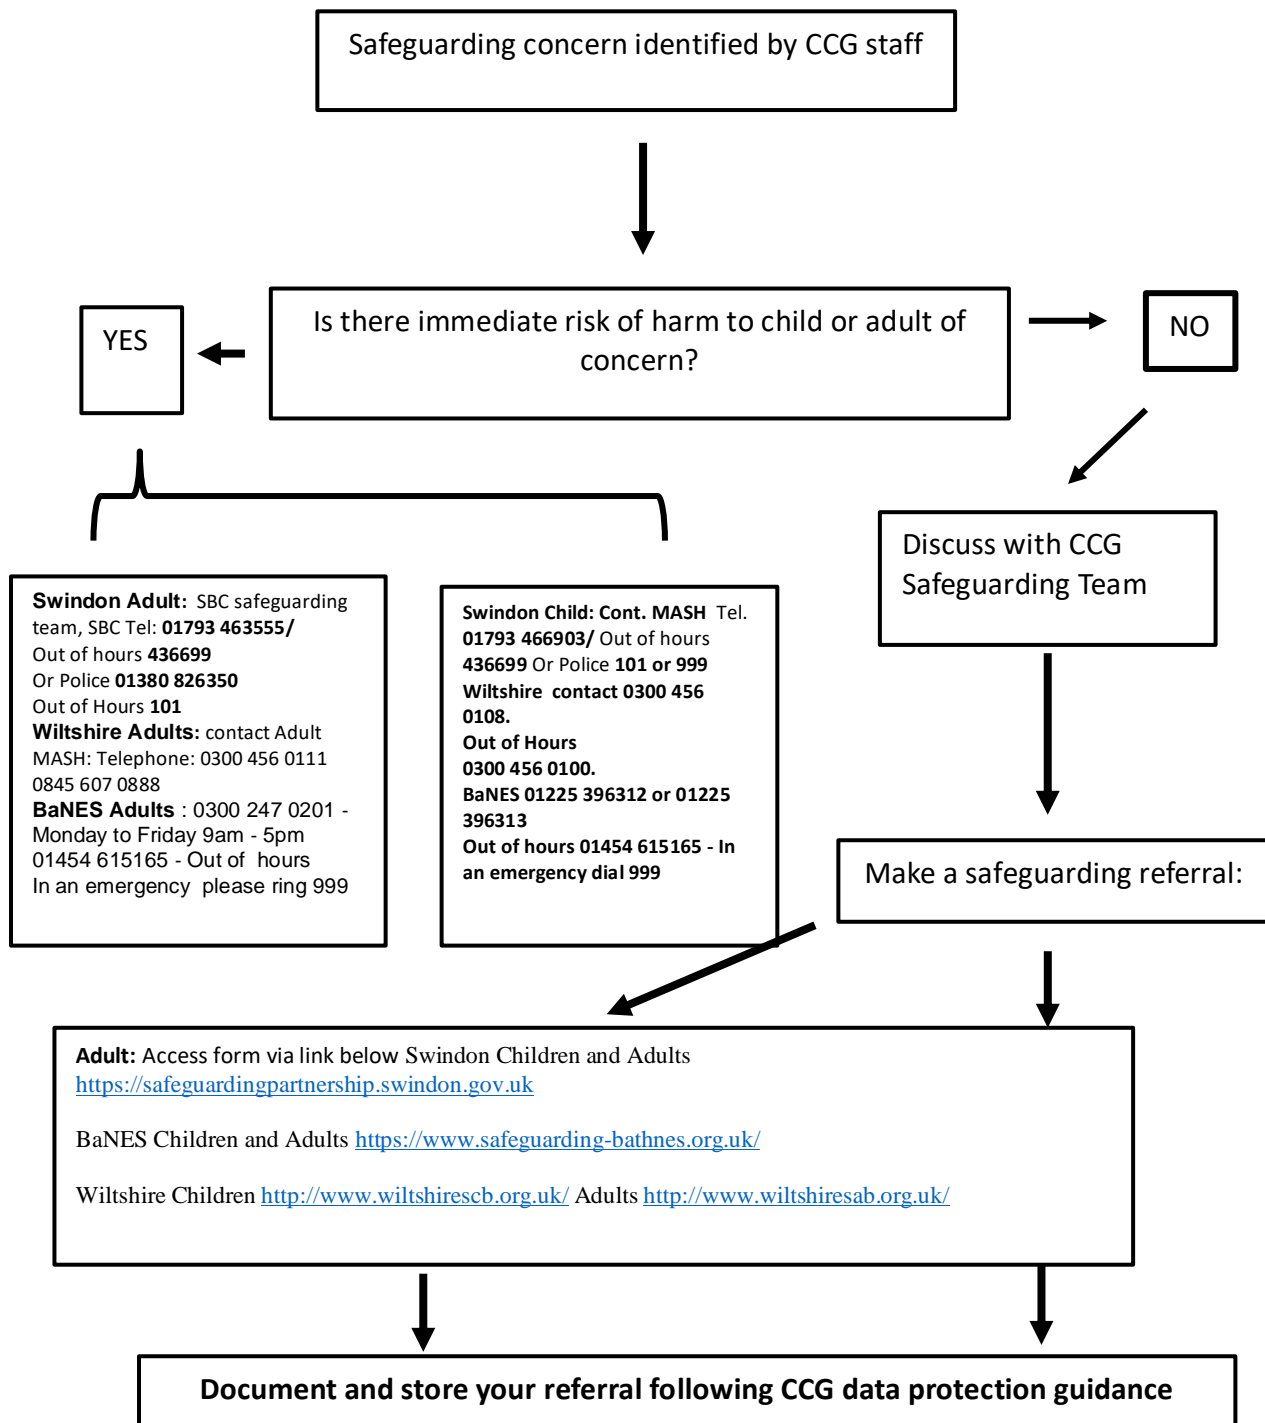 Safeguarding concern identified by CCG staff
YES
Is there immediate risk of harm to child or adult of
concern?
NO
Swindon Adult: SBC safeguarding
team, SBC Tel: 01793 463555/
Out of hours 436699
Or Police 01380 826350
Out of Hours 101
Wiltshire Adults: contact Adult
MASH: Telephone: 0300 456 0111
0845 607 0888
BaNES Adults : 0300 247 0201 -
Monday to Friday 9am - 5pm
01454 615165 - Out of hours
In an emergency please ring 999
Swindon Child: Cont. MASH Tel.
01793 466903/ Out of hours
436699 Or Police 101 or 999
Wiltshire contact 0300 456
0108.
Out of Hours
0300 456 0100.
BaNES 01225 396312 or 01225
396313
Out of hours 01454 615165 - In
an emergency dial 999
Discuss with CCG
Safeguarding Team
Make a safeguarding referral:
Adult: Access form via link below Swindon Children and Adults
https://safeguardingpartnership.swindon.gov.uk
BaNES Children and Adults https://www.safeguarding-bathnes.org.uk/
Wiltshire Children http://www.wiltshirescb.org.uk/ Adults http://www.wiltshiresab.org.uk/
Document and store your referral following CCG data protection guidance